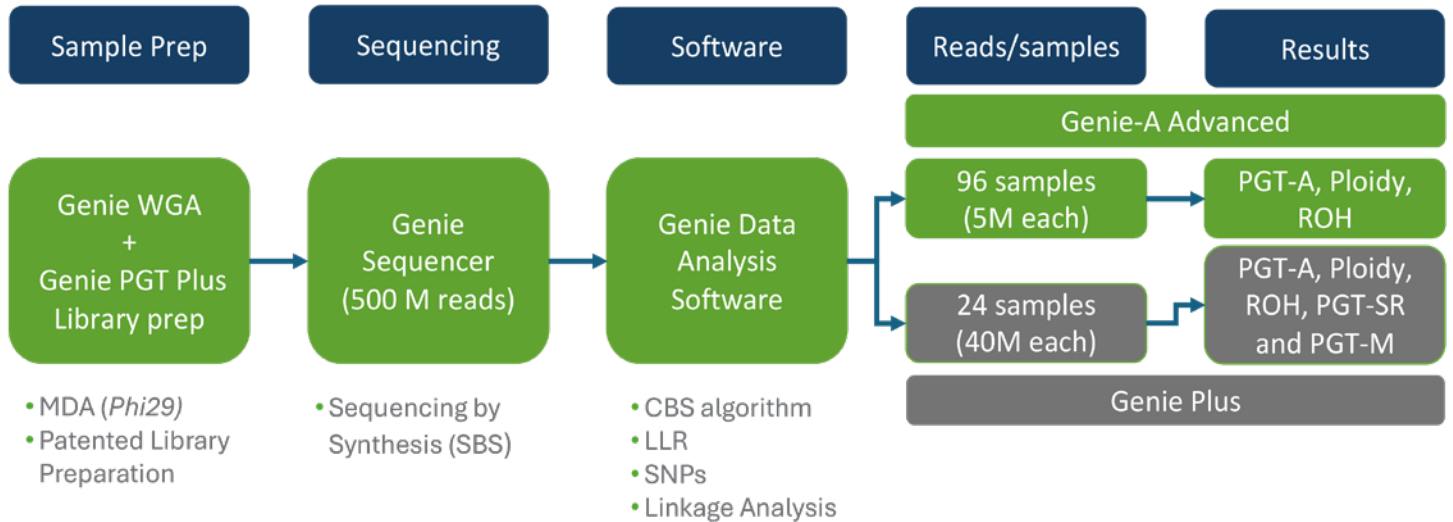 Sample Prep
Sequencing
Software
Reads/samples
Results
Genie-A Advanced
Genie WGA
+
Genie PGT Plus
Library prep
Genie
Sequencer
(500 M reads)
Genie Data
Analysis
Software
96 samples
(5M each)
PGT-A, Ploidy,
ROH
24 samples
(40M each)
PGT-A, Ploidy,
ROH, PGT-SR
and PGT-M
Genie Plus
• MDA (Phi29)
• Patented Library
Preparation
• Sequencing by
Synthesis (SBS)
• CBS algorithm
• LLR
• SNPs
• Linkage Analysis